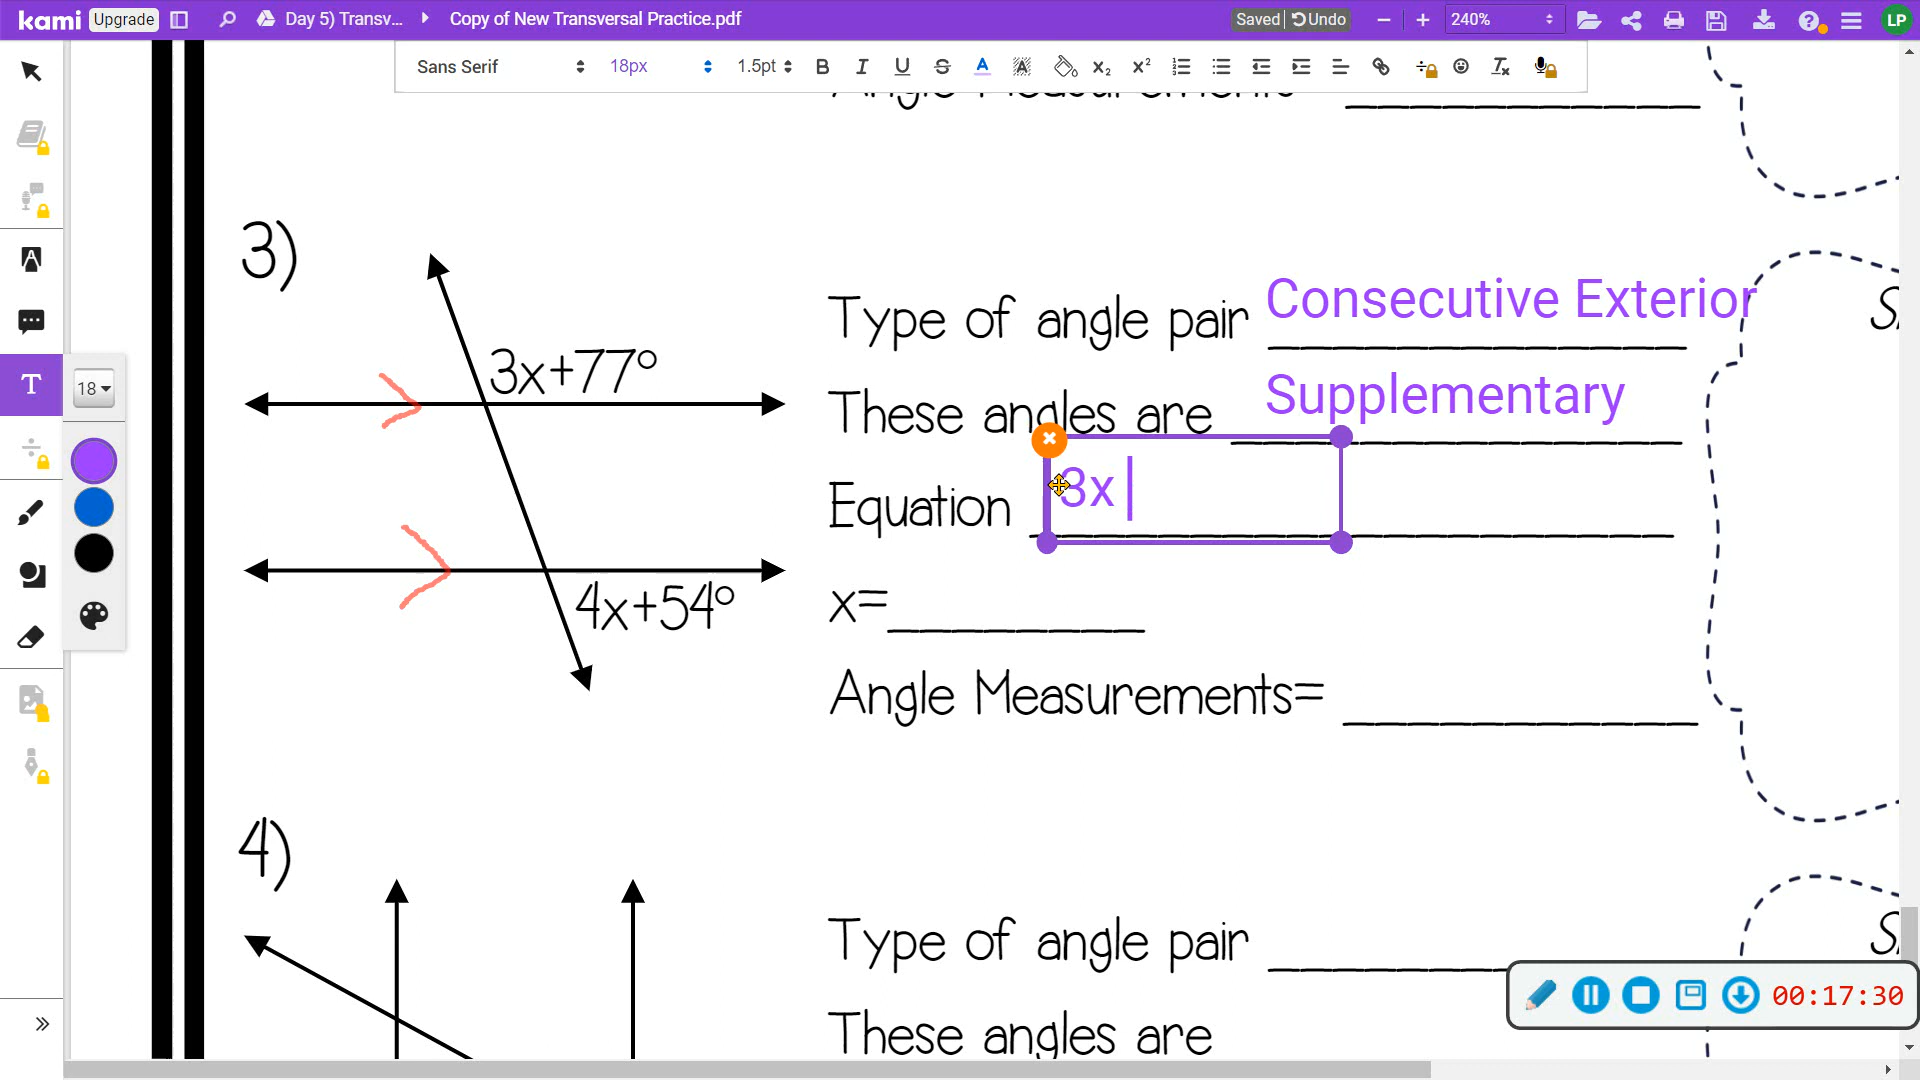 kami Upgrade Day 5) Transv... Copy of New Transversal Practice.pdf Saved Undo 240% LP
Sans Serif 18px 1.5pt
Angle Measurements
3)
3x+77°
4x+54°
18
Type of angle pair Consecutive Exterior
These angles are Supplementary
Equation 3x
x=
Angle Measurements=
4)
Type of angle pair
These angles are
00:17:30